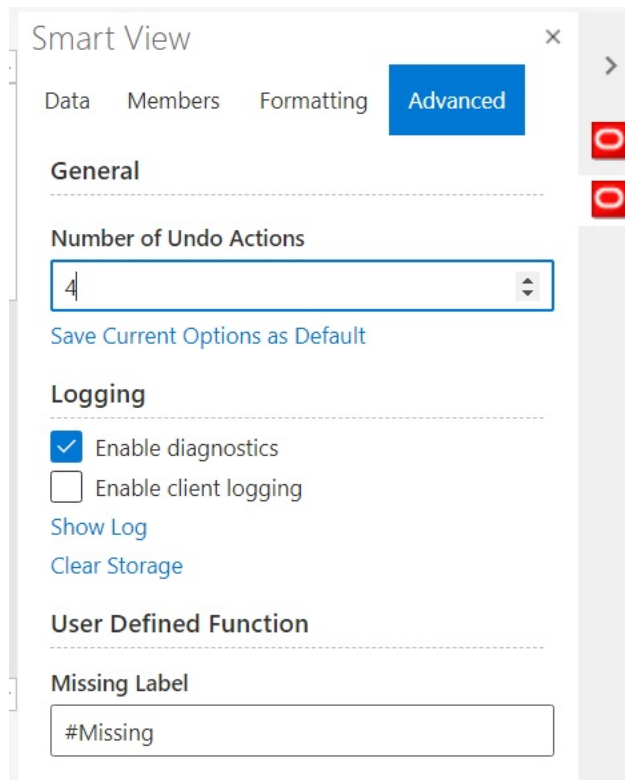 Smart View
Data Members Formatting Advanced
General
Number of Undo Actions
4
Save Current Options as Default
Logging
Enable diagnostics
Enable client logging
Show Log
Clear Storage
User Defined Function
Missing Label
#Missing